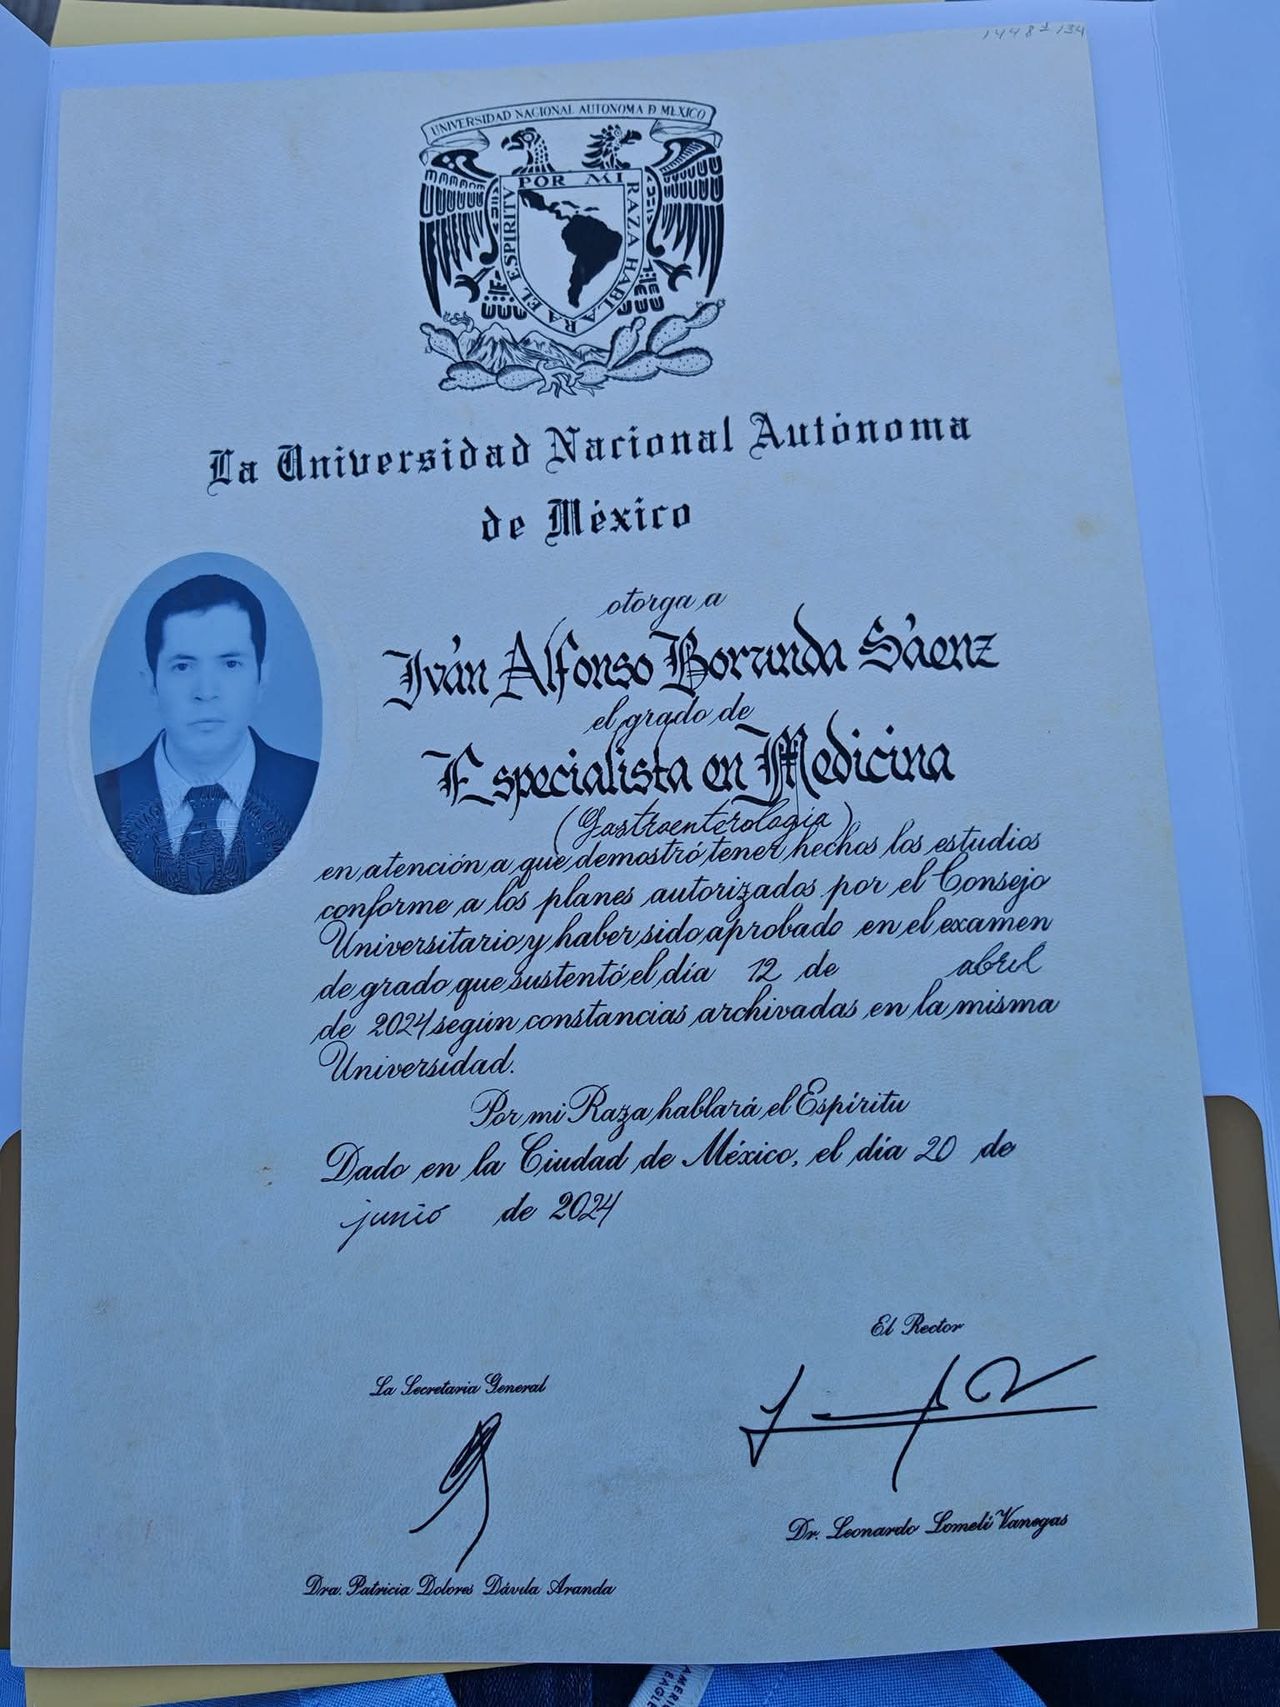 1448 134
UNIVERSIDAD NACIONAL AUTONOMA D MEXICO
POR MI RAZA HABLARA EL ESPIRITV
La Universidad Nacional Autónoma
de México
otorga a
Iván Alfonso Borunda Sáenz
el grado de
Especialista en Medicina
(Gastroenterología)
en atención a que demostró tener hechos los estudios
conforme a los planes autorizados por el Consejo
Universitario y haber sido aprobado en el examen
de grado que sustentó el día 12 de abril
de 2024 según constancias archivadas en la misma
Universidad.
Por mi Raza hablará el Espíritu
Dado en la Ciudad de México, el día 20 de
junio de 2024
El Rector
La Secretaria General
Dr. Leonardo Lomelí Vanegas
Dra. Patricia Dolores Dávila Aranda
AMERI
EAGLE